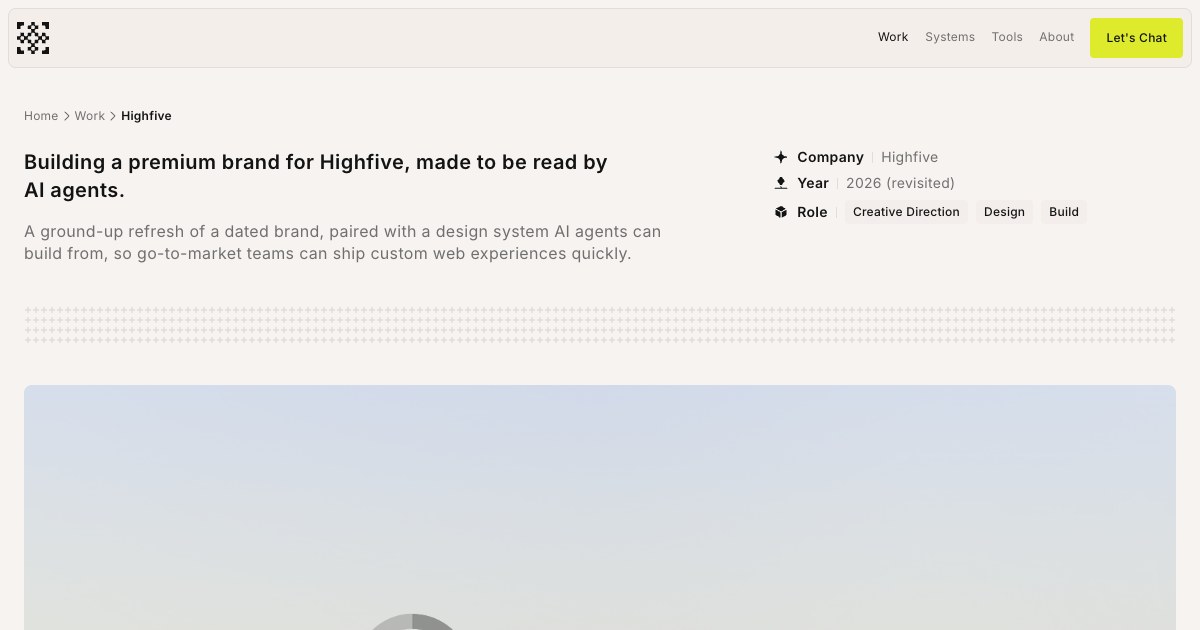 Work Systems Tools About Let's Chat
Home Work Highfive
Building a premium brand for Highfive, made to be read by
AI agents.
A ground-up refresh of a dated brand, paired with a design system AI agents can
build from, so go-to-market teams can ship custom web experiences quickly.
Company Highfive
Year 2026 (revisited)
Role Creative Direction Design Build